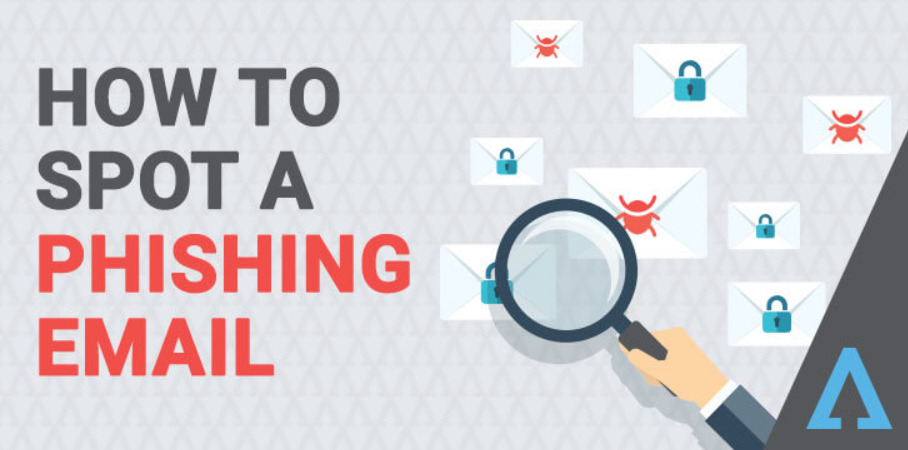 HOW TO
SPOT A
PHISHING
EMAIL